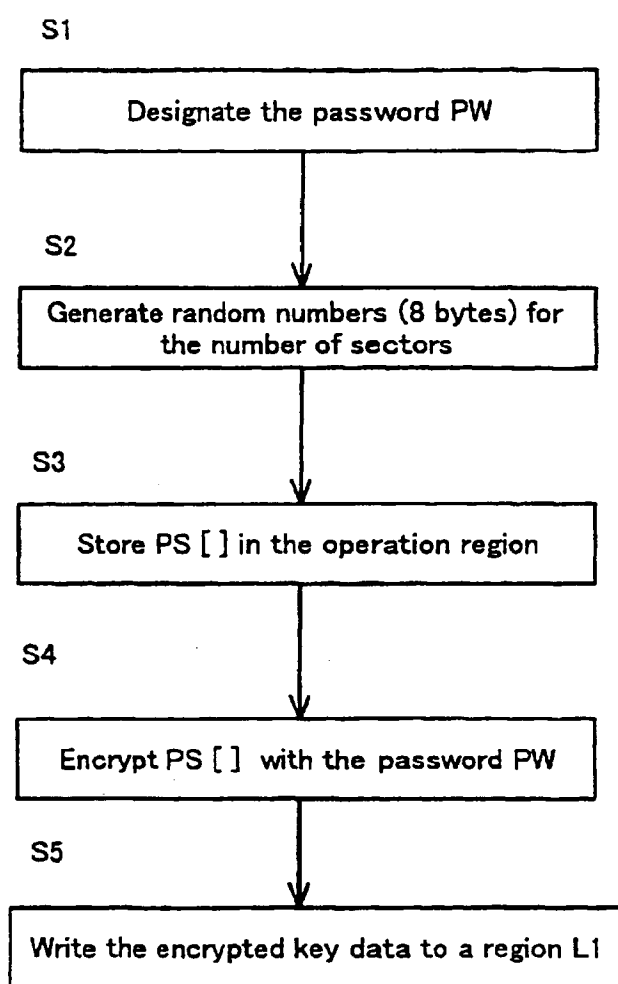 S1
Designate the password PW
S2
Generate random numbers (8 bytes) for
the number of sectors
S3
Store PS [ ] in the operation region
S4
Encrypt PS [ ] with the password PW
S5
Write the encrypted key data to a region L1